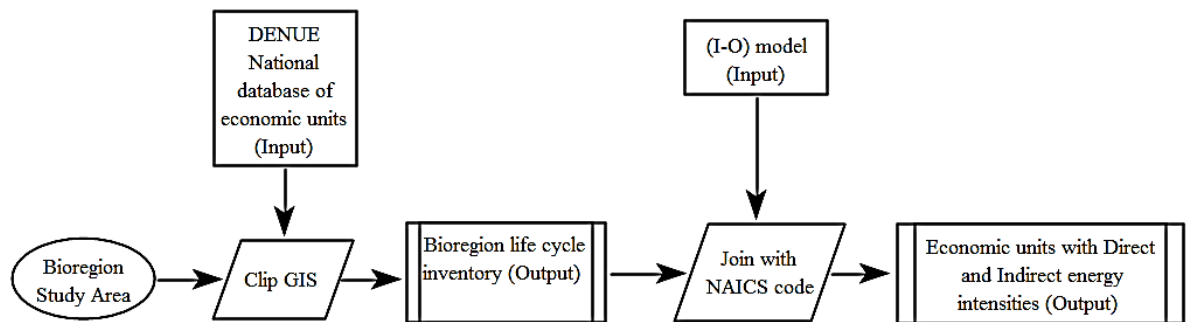 DENUE
National
database of
economic units
(Input)
(I-O) model
(Input)
Bioregion
Study Area
Clip GIS
Bioregion life cycle
inventory (Output)
Join with
NAICS code
Economic units with Direct
and Indirect energy
intensities (Output)